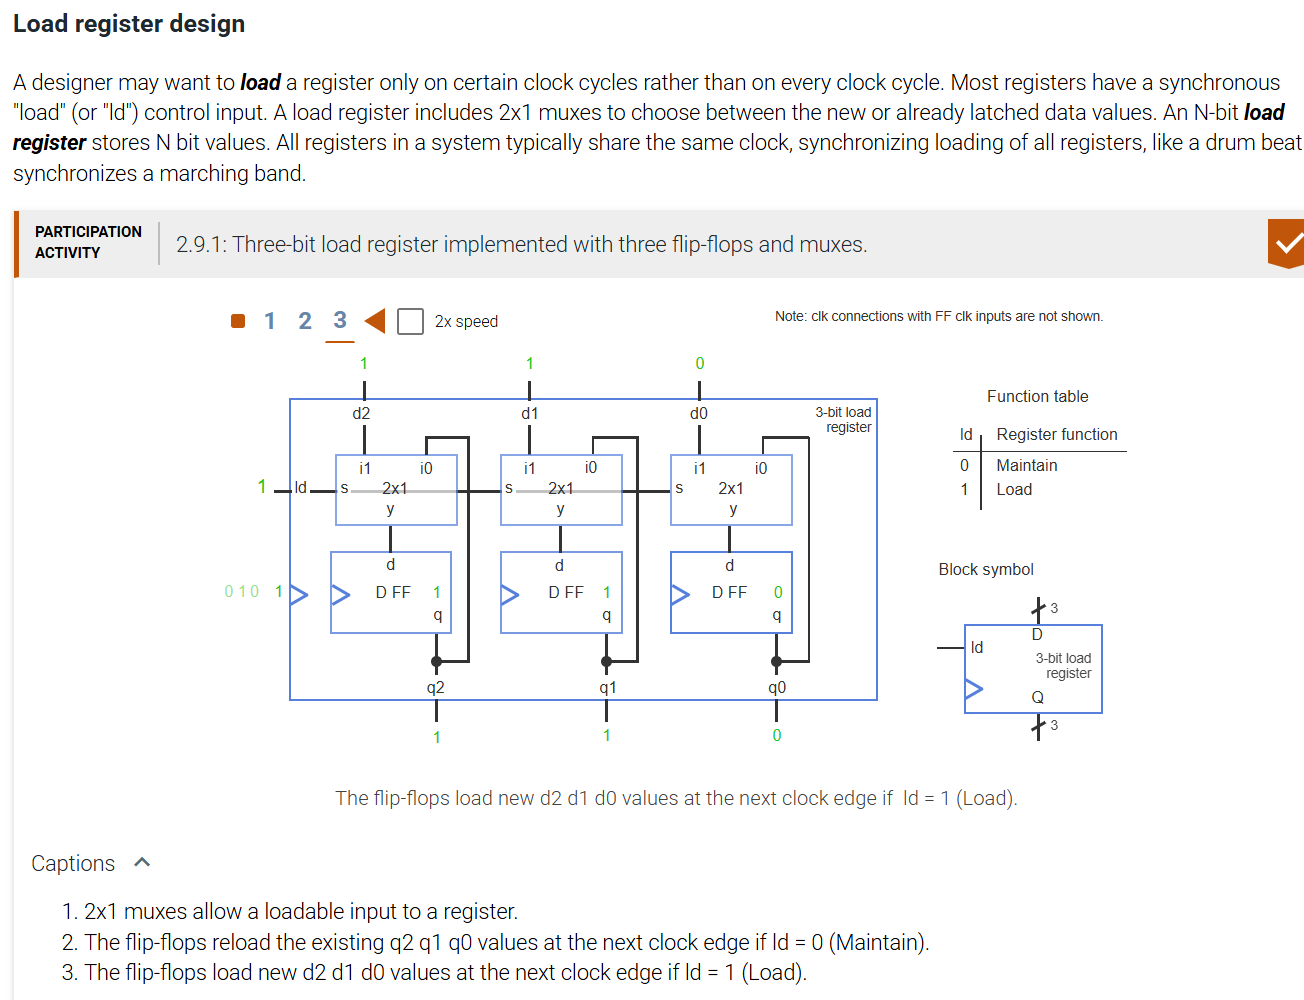 Load register design
A designer may want to load a register only on certain clock cycles rather than on every clock cycle. Most registers have a synchronous
"load" (or "ld") control input. A load register includes 2x1 muxes to choose between the new or already latched data values. An N-bit load
register stores N bit values. All registers in a system typically share the same clock, synchronizing loading of all registers, like a drum beat
synchronizes a marching band.
PARTICIPATION
ACTIVITY
2.9.1: Three-bit load register implemented with three flip-flops and muxes.
1 2 3 2x speed
Note: clk connections with FF clk inputs are not shown.
1 1 0
d2 d1 d0 3-bit load
register
i1 i0 i1 i0 i1 i0
1 ld s 2x1 s 2x1 s 2x1
y y y
d d d
0 1 0 1 D FF 1 D FF 1 D FF 0
q q q
q2 q1 q0
1 1 0
Function table
ld Register function
0 Maintain
1 Load
Block symbol
3
D
ld
3-bit load
register
Q
3
The flip-flops load new d2 d1 d0 values at the next clock edge if ld = 1 (Load).
Captions
1. 2x1 muxes allow a loadable input to a register.
2. The flip-flops reload the existing q2 q1 q0 values at the next clock edge if ld = 0 (Maintain).
3. The flip-flops load new d2 d1 d0 values at the next clock edge if ld = 1 (Load).